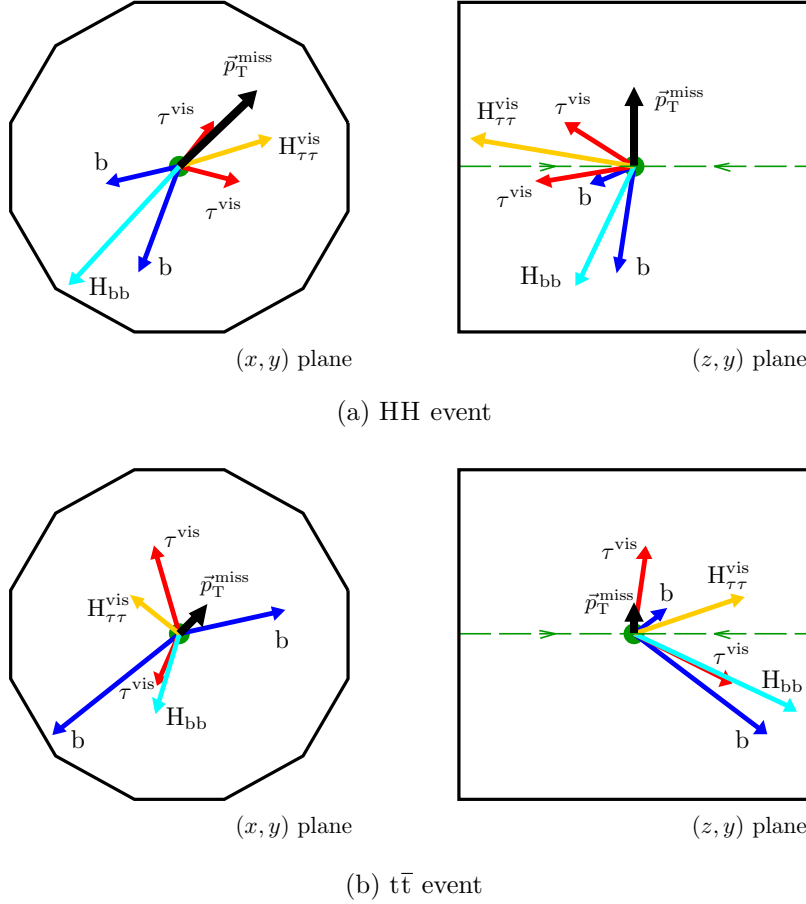 p⃗_T^miss
τ^vis
H_ττ^vis
b
τ^vis
b
H_bb
(x, y) plane
p⃗_T^miss
τ^vis
H_ττ^vis
τ^vis
b
H_bb
b
(z, y) plane
(a) HH event
τ^vis
p⃗_T^miss
H_ττ^vis
b
τ^vis
H_bb
b
(x, y) plane
τ^vis
H_ττ^vis
p⃗_T^miss
b
τ^vis
H_bb
b
(z, y) plane
(b) tt̅ event